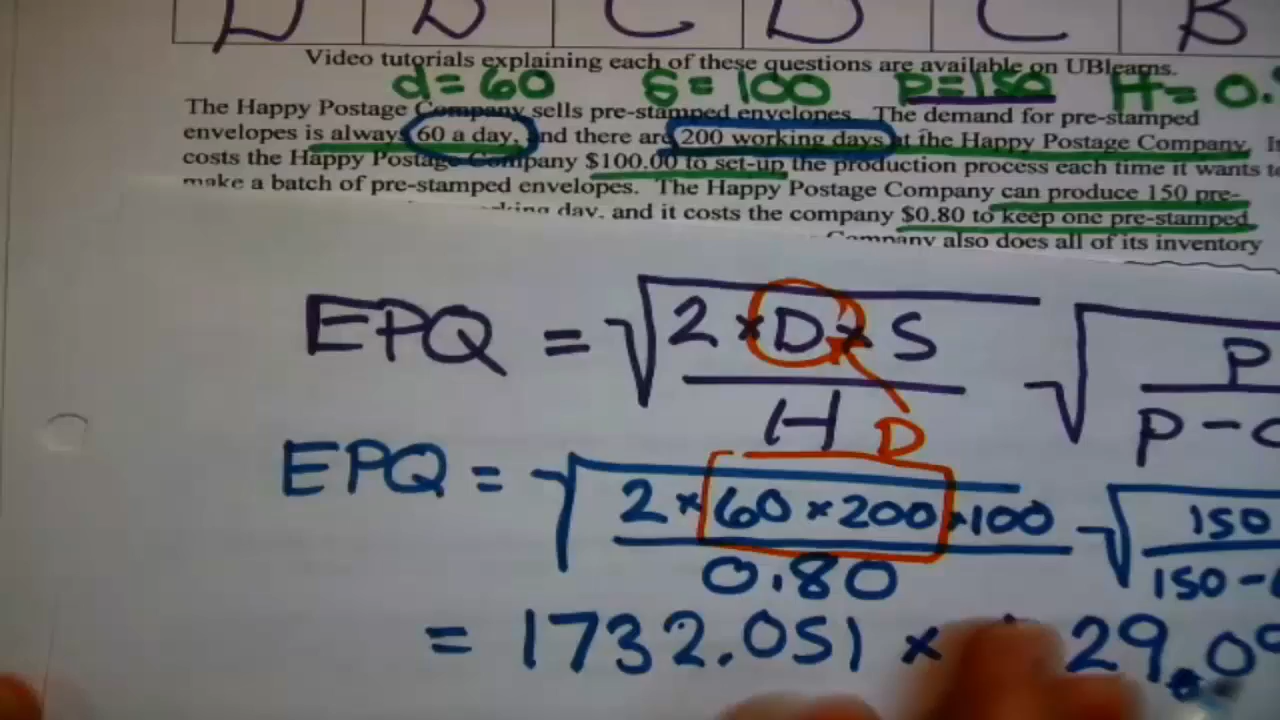 D D C D C B
Video tutorials explaining each of these questions are available on UBlearns.
d = 60 S = 100 P = 150 H = 0.
The Happy Postage Company sells pre-stamped envelopes. The demand for pre-stamped
envelopes is always 60 a day, and there are 200 working days at the Happy Postage Company.
costs the Happy Postage Company $100.00 to set-up the production process each time it wants to
make a batch of pre-stamped envelopes. The Happy Postage Company can produce 150 pre-
day, and it costs the company $0.80 to keep one pre-stamped
Company also does all of its inventory
EPQ = √ 2 × D × S / H √ P / P -
D
EPQ = √ 2 × 60 × 200 × 100 / 0.80 √ 150 / 150 -
= 1732.051 × 29.0